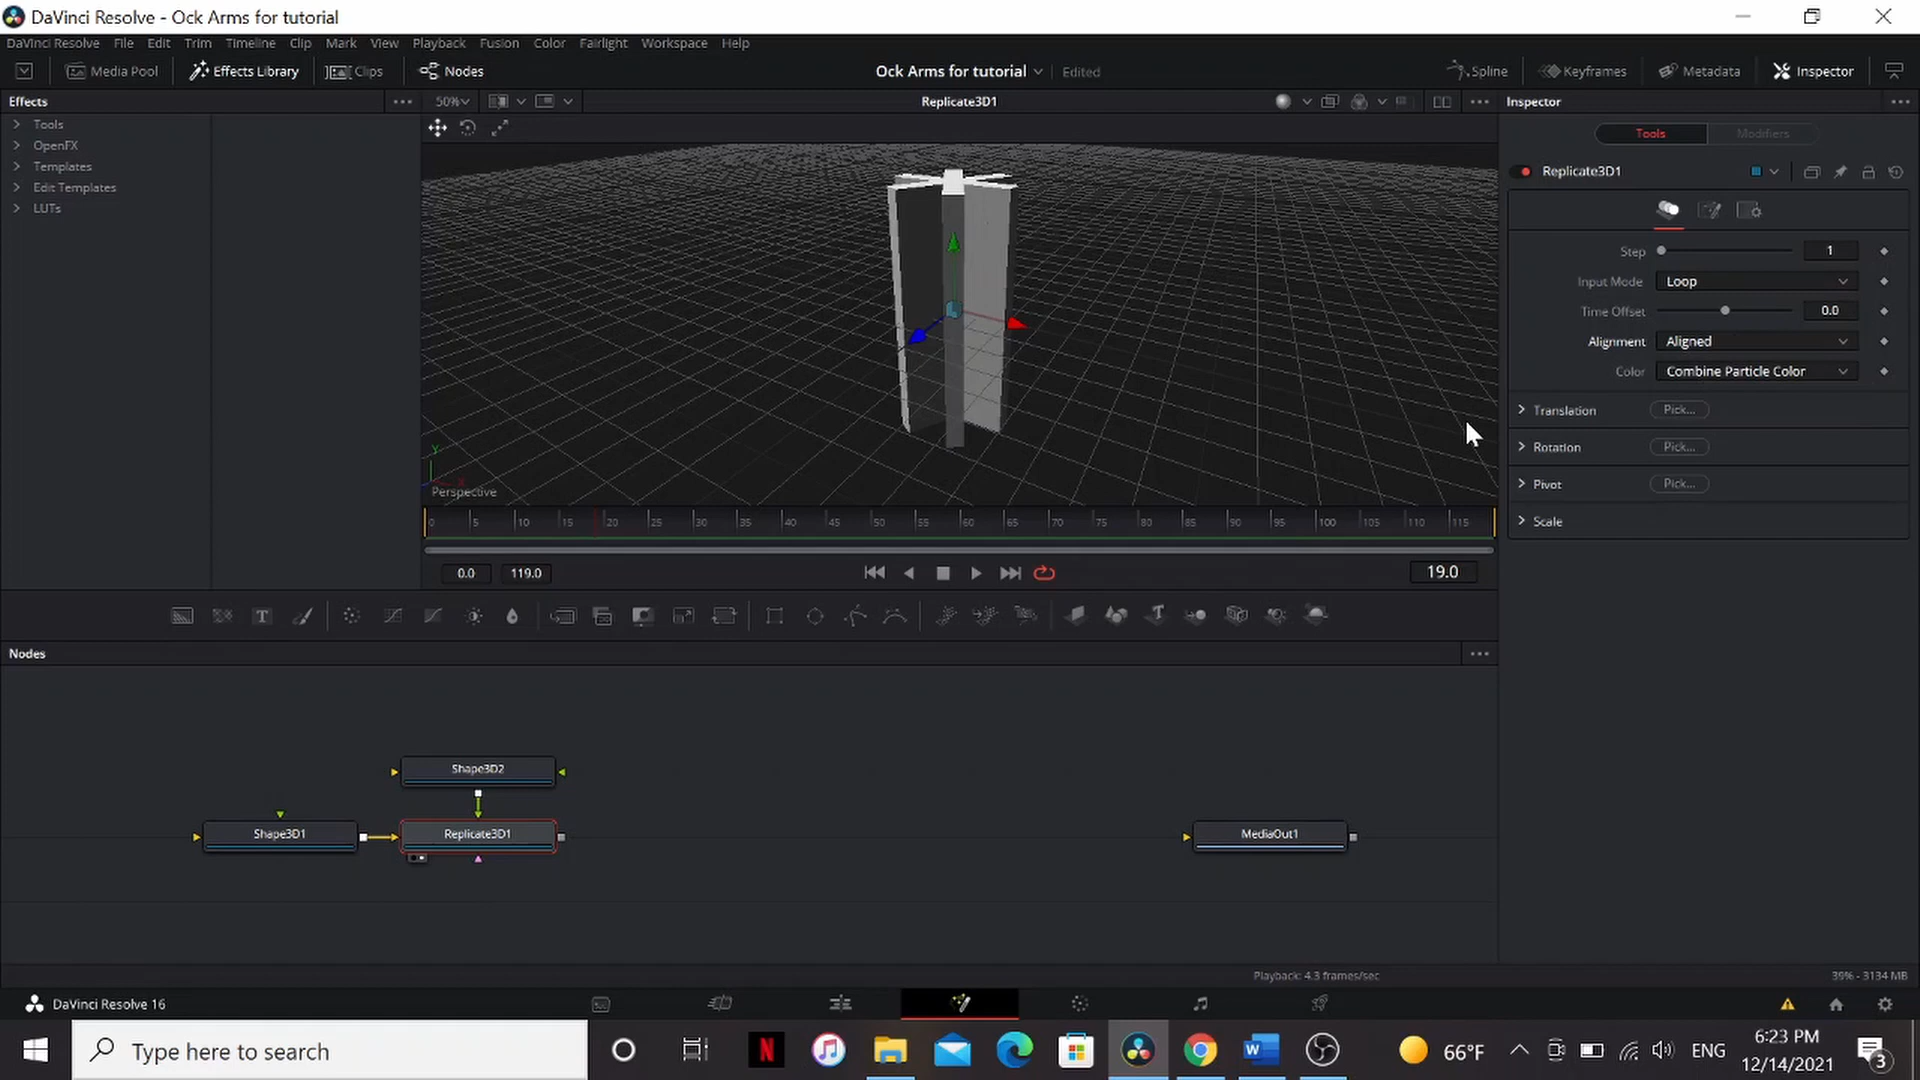 DaVinci Resolve - Ock Arms for tutorial
DaVinci Resolve File Edit Trim Timeline Clip Mark View Playback Fusion Color Fairlight Workspace Help
Media Pool Effects Library Clips Nodes Ock Arms for tutorial Edited Spline Keyframes Metadata Inspector
Effects 50% Replicate3D1 Inspector
Tools
OpenFX
Templates
Edit Templates
LUTs
Perspective
0 5 10 15 20 25 30 35 40 45 50 55 60 65 70 75 80 85 90 95 100 105 110 115
0.0 119.0 19.0
Tools Modifiers
Replicate3D1
Step 1
Input Mode Loop
Time Offset 0.0
Alignment Aligned
Color Combine Particle Color
Translation Pick...
Rotation Pick...
Pivot Pick...
Scale
Nodes
Shape3D2
Shape3D1 Replicate3D1 MediaOut1
Playback: 4.3 frames/sec 39% - 3134 MB
DaVinci Resolve 16
Type here to search 66°F ENG 6:23 PM
12/14/2021 3